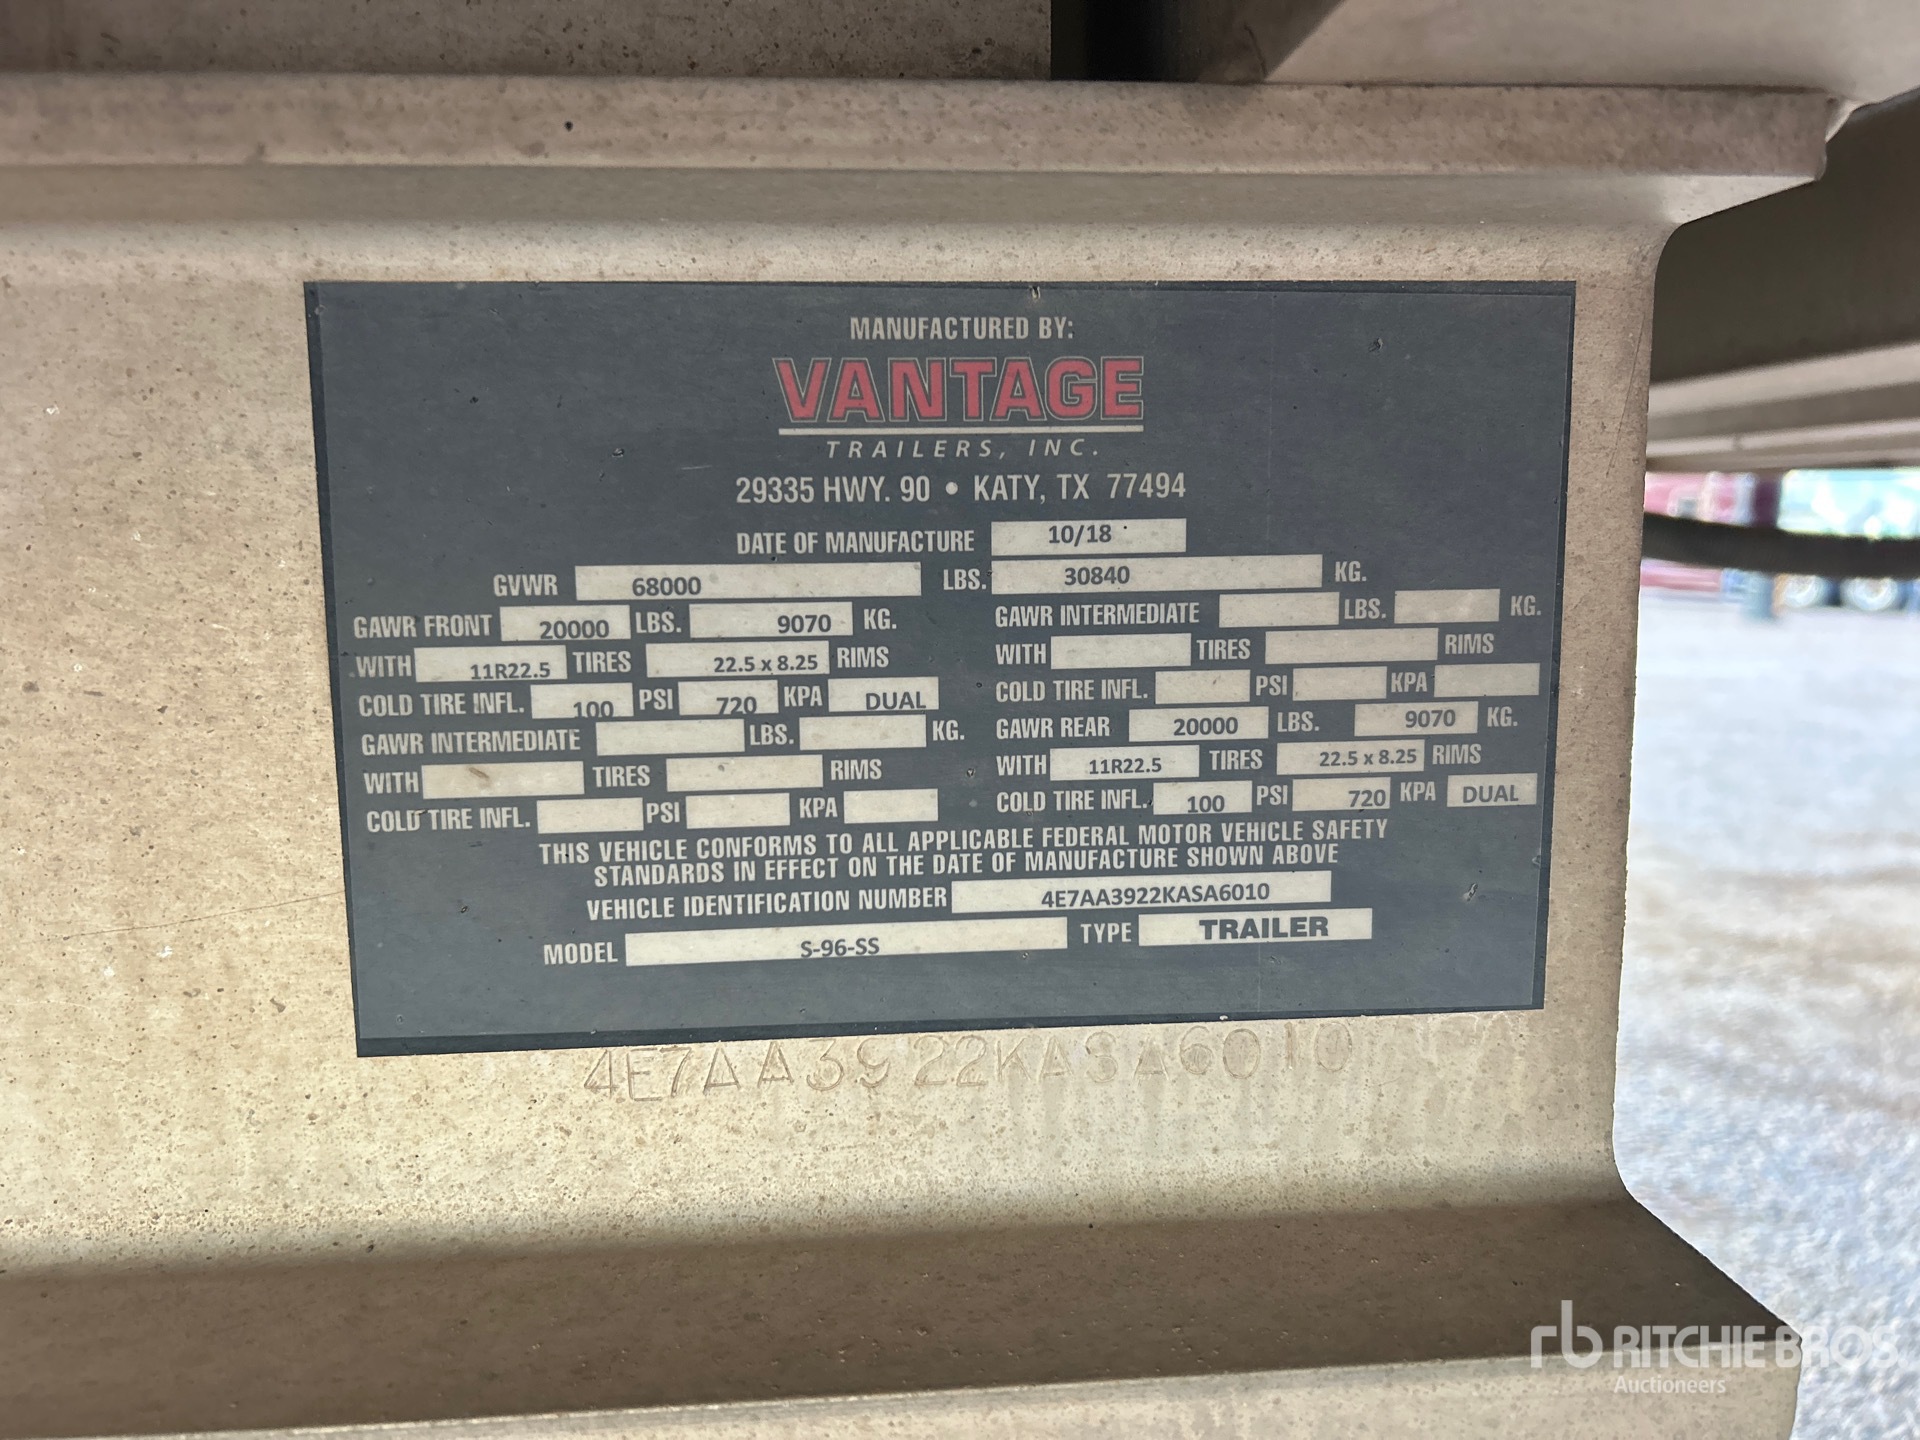 MANUFACTURED BY:
VANTAGE
TRAILERS, INC.
29335 HWY. 90 • KATY, TX 77494
DATE OF MANUFACTURE 10/18
GVWR 68000 LBS. 30840 KG.
GAWR FRONT 20000 LBS. 9070 KG.
WITH 11R22.5 TIRES 22.5 x 8.25 RIMS
COLD TIRE INFL. 100 PSI 720 KPA DUAL
GAWR INTERMEDIATE LBS. KG.
WITH TIRES RIMS
COLD TIRE INFL. PSI KPA
GAWR INTERMEDIATE LBS. KG.
WITH TIRES RIMS
COLD TIRE INFL. PSI KPA
GAWR REAR 20000 LBS. 9070 KG.
WITH 11R22.5 TIRES 22.5 x 8.25 RIMS
COLD TIRE INFL. 100 PSI 720 KPA DUAL
THIS VEHICLE CONFORMS TO ALL APPLICABLE FEDERAL MOTOR VEHICLE SAFETY
STANDARDS IN EFFECT ON THE DATE OF MANUFACTURE SHOWN ABOVE
VEHICLE IDENTIFICATION NUMBER 4E7AA3922KASA6010
MODEL S-96-SS TYPE TRAILER
4E7AA3922KASA6010
rb RITCHIE BROS.
Auctioneers